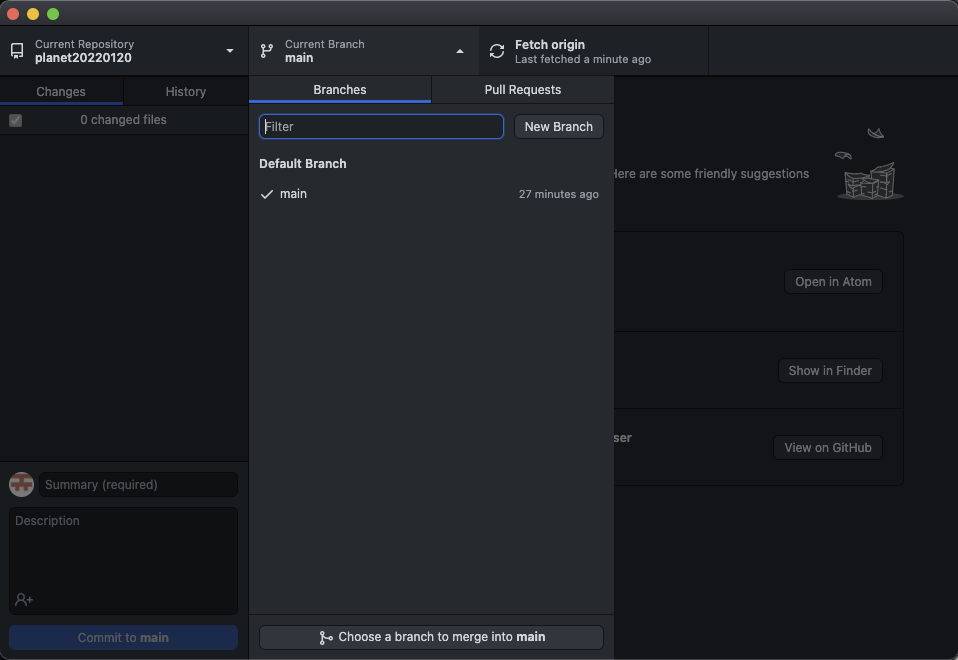 Current Repository
planet20220120
Current Branch
main
Fetch origin
Last fetched a minute ago
Changes
History
Branches
Pull Requests
0 changed files
Filter
New Branch
Default Branch
main
27 minutes ago
Here are some friendly suggestions
Open in Atom
Show in Finder
View on GitHub
Summary (required)
Description
Commit to main
Choose a branch to merge into main